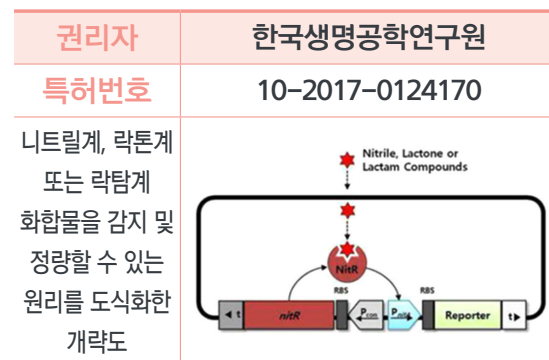 권리자
한국생명공학연구원
특허번호
10-2017-0124170
니트릴계, 락톤계
또는 락탐계
화합물을 감지 및
정량할 수 있는
원리를 도식화한
개략도
Nitrile, Lactone or
Lactam Compounds
NitR
RBS
RBS
t
nitR
Reporter
t